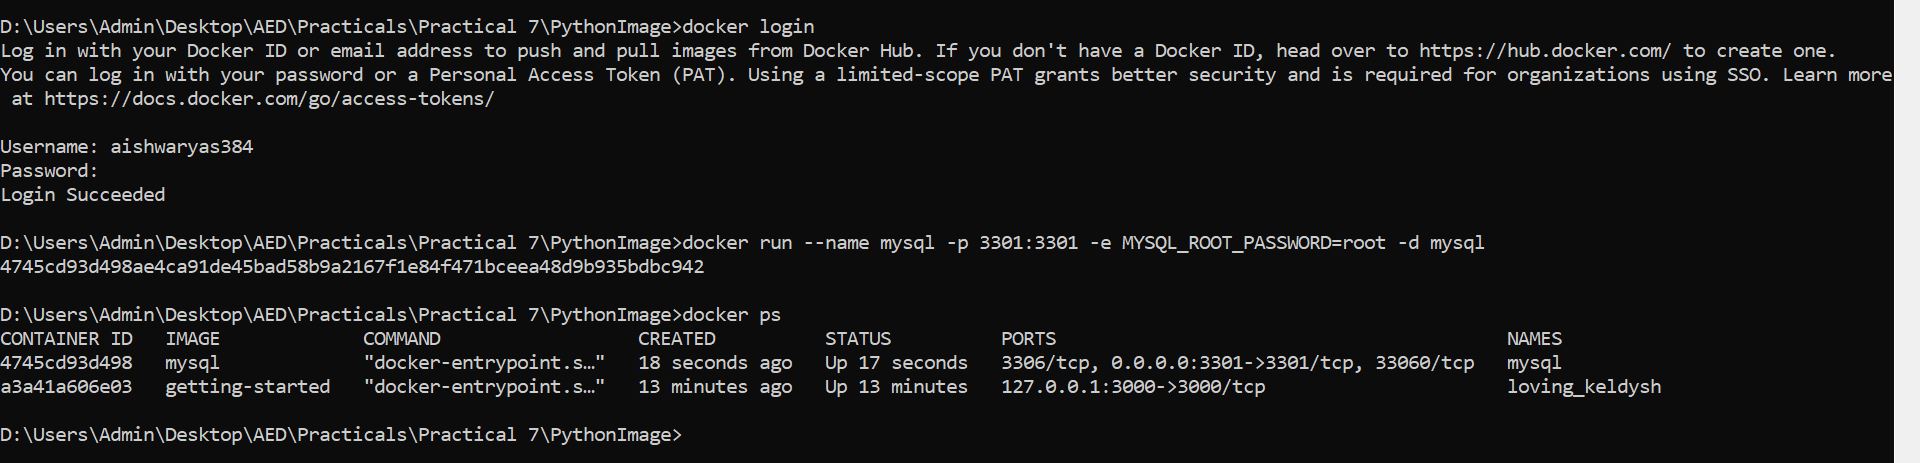 D:\Users\Admin\Desktop\AED\Practicals\Practical 7\PythonImage>docker login
Log in with your Docker ID or email address to push and pull images from Docker Hub. If you don't have a Docker ID, head over to https://hub.docker.com/ to create one.
You can log in with your password or a Personal Access Token (PAT). Using a limited-scope PAT grants better security and is required for organizations using SSO. Learn more
 at https://docs.docker.com/go/access-tokens/
Username: aishwaryas384
Password:
Login Succeeded
D:\Users\Admin\Desktop\AED\Practicals\Practical 7\PythonImage>docker run --name mysql -p 3301:3301 -e MYSQL_ROOT_PASSWORD=root -d mysql
4745cd93d498ae4ca91de45bad58b9a2167f1e84f471bceea48d9b935bdbc942
D:\Users\Admin\Desktop\AED\Practicals\Practical 7\PythonImage>docker ps
CONTAINER ID   IMAGE             COMMAND                  CREATED          STATUS          PORTS                                         NAMES
4745cd93d498   mysql             "docker-entrypoint.s…"   18 seconds ago   Up 17 seconds   3306/tcp, 0.0.0.0:3301->3301/tcp, 33060/tcp   mysql
a3a41a606e03   getting-started   "docker-entrypoint.s…"   13 minutes ago   Up 13 minutes   127.0.0.1:3000->3000/tcp                      loving_keldysh
D:\Users\Admin\Desktop\AED\Practicals\Practical 7\PythonImage>